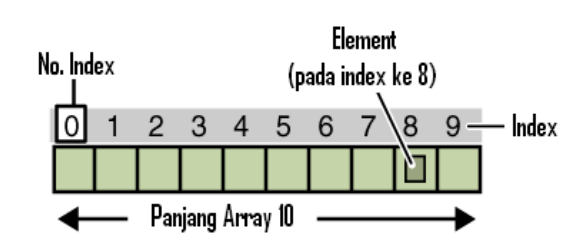 Element
(pada index ke 8)
No. Index
0 1 2 3 4 5 6 7 8 9
Index
Panjang Array 10